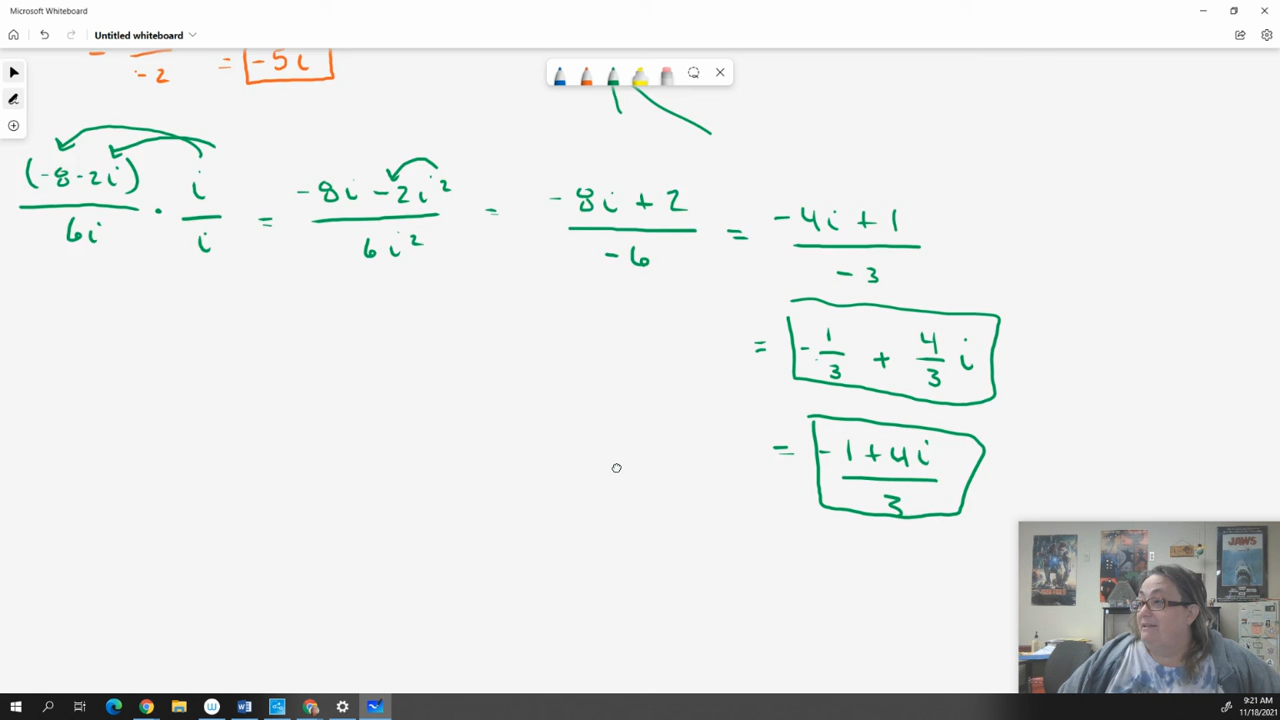 Microsoft Whiteboard
Untitled whiteboard
-2 = -5i
(-8-2i)/6i · i/i = -8i -2i²/6i² = -8i + 2/-6 = -4i + 1/-3
= -1/3 + 4/3 i
= -1+4i/3
JAWS
9:21 AM
11/18/2021